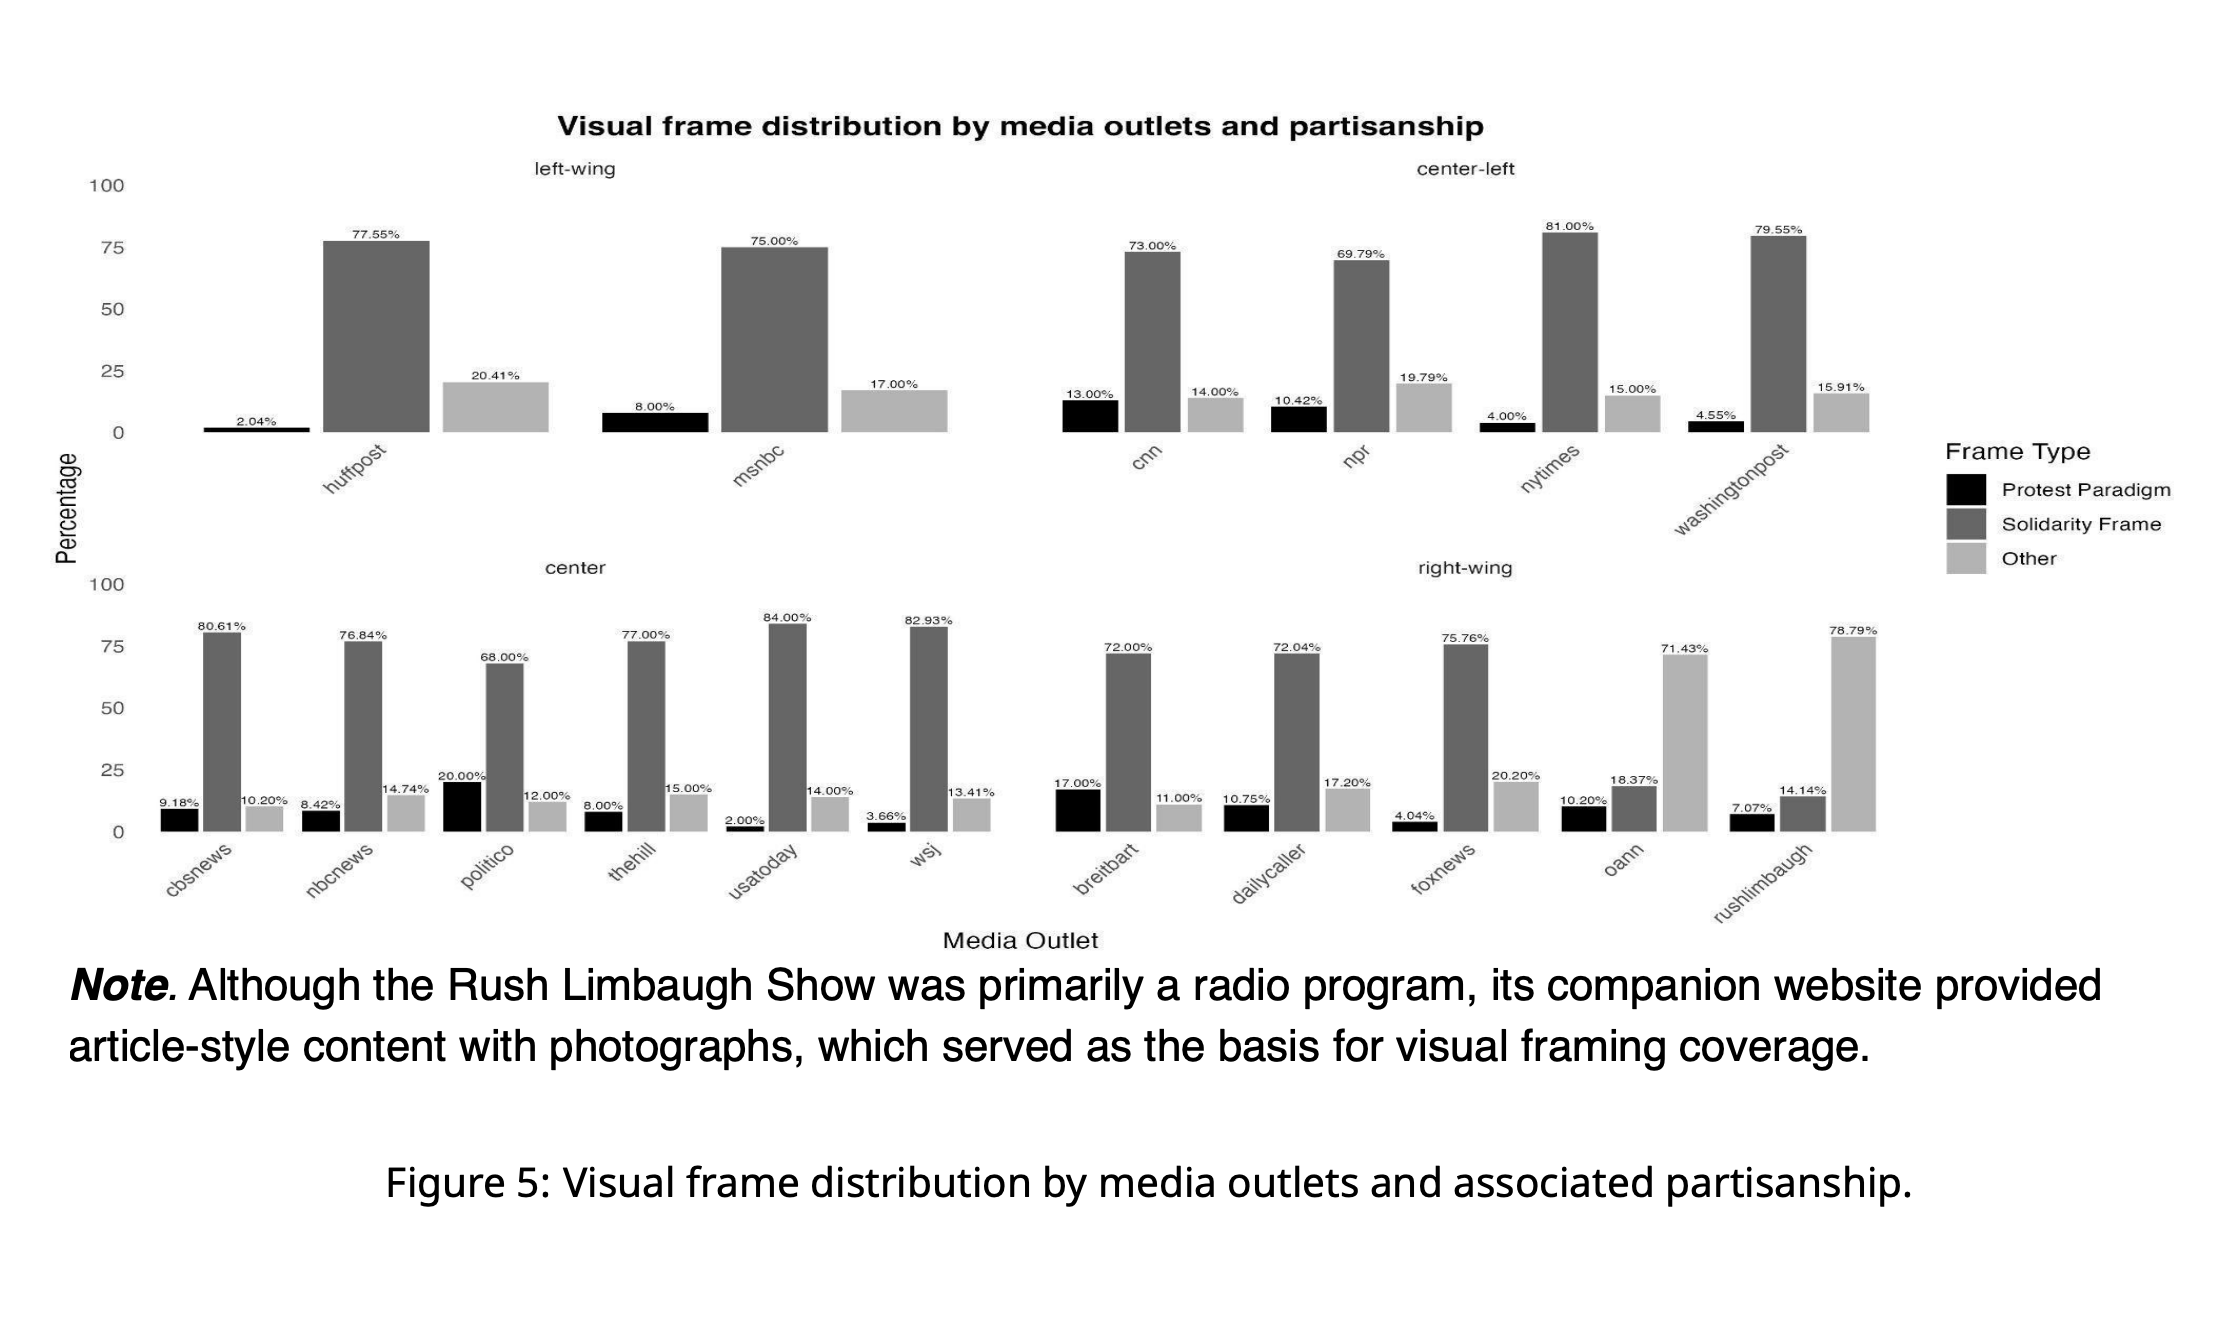 Visual frame distribution by media outlets and partisanship
left-wing
center-left
100
75
50
25
0
77.55%
75.00%
20.41%
17.00%
2.04%
8.00%
huffpost
msnbc
81.00%
79.55%
73.00%
69.79%
13.00%
14.00%
10.42%
19.79%
4.00%
15.00%
4.55%
15.91%
cnn
npr
nytimes
washingtonpost
Percentage
Frame Type
Protest Paradigm
Solidarity Frame
Other
center
right-wing
100
75
50
25
0
80.61%
76.84%
68.00%
77.00%
84.00%
82.93%
9.18%
10.20%
8.42%
14.74%
20.00%
12.00%
8.00%
15.00%
2.00%
14.00%
3.66%
13.41%
cbsnews
nbcnews
politico
thehill
usatoday
wsj
72.00%
72.04%
75.76%
71.43%
78.79%
17.00%
11.00%
10.75%
17.20%
4.04%
20.20%
10.20%
18.37%
7.07%
14.14%
breitbart
dailycaller
foxnews
oann
rushlimbaugh
Media Outlet
Note. Although the Rush Limbaugh Show was primarily a radio program, its companion website provided
article-style content with photographs, which served as the basis for visual framing coverage.
Figure 5: Visual frame distribution by media outlets and associated partisanship.